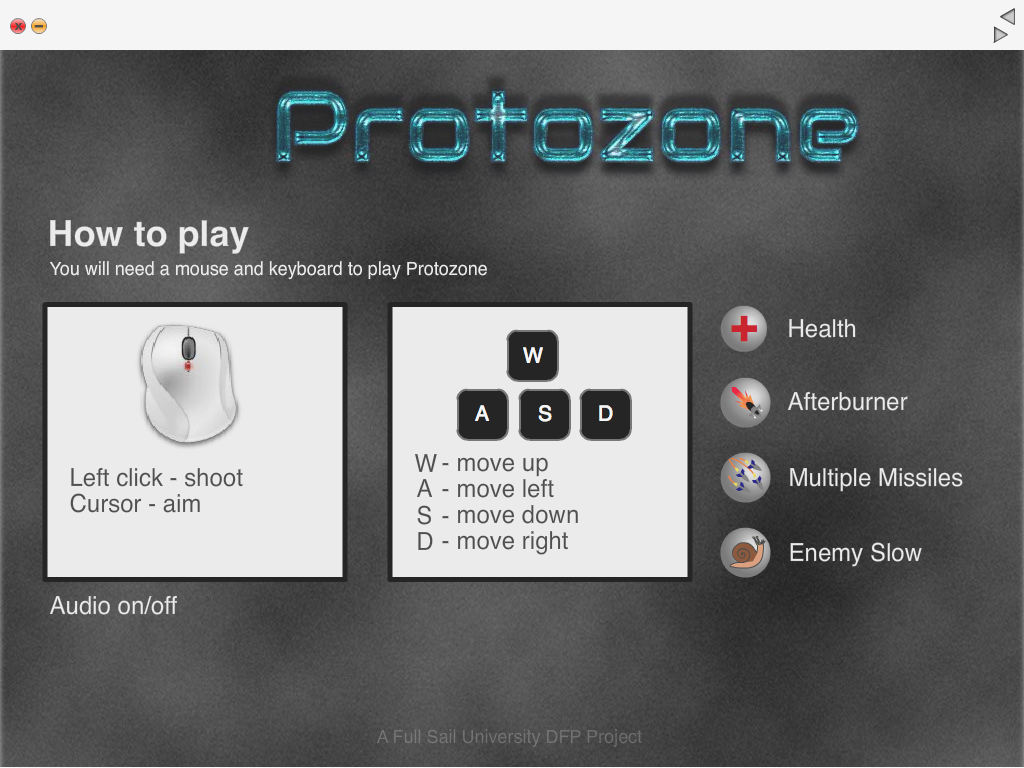 Protozone
How to play
You will need a mouse and keyboard to play Protozone
Left click - shoot
Cursor - aim
W
A S D
W - move up
A - move left
S - move down
D - move right
Health
Afterburner
Multiple Missiles
Enemy Slow
Audio on/off
A Full Sail University DFP Project